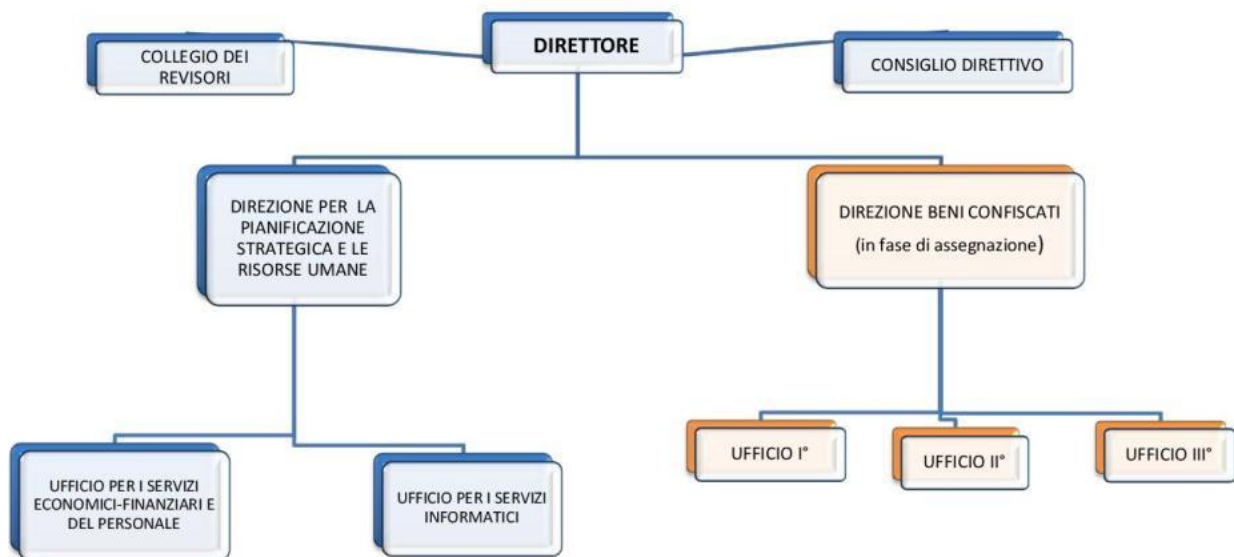 DIRETTORE
COLLEGIO DEI
REVISORI
CONSIGLIO DIRETTIVO
DIREZIONE PER LA
PIANIFICAZIONE
STRATEGICA E LE
RISORSE UMANE
DIREZIONE BENI CONFISCATI
(in fase di assegnazione)
UFFICIO PER I SERVIZI
ECONOMICI-FINANZIARI E
DEL PERSONALE
UFFICIO PER I SERVIZI
INFORMATICI
UFFICIO I°
UFFICIO II°
UFFICIO III°